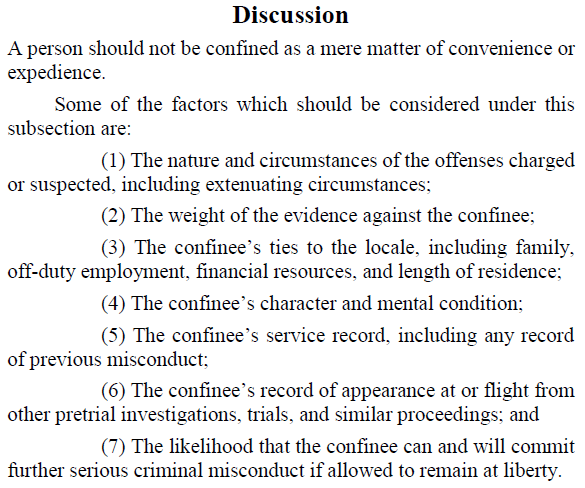 Discussion
A person should not be confined as a mere matter of convenience or
expedience.
Some of the factors which should be considered under this
subsection are:
(1) The nature and circumstances of the offenses charged
or suspected, including extenuating circumstances;
(2) The weight of the evidence against the confinee;
(3) The confinee’s ties to the locale, including family,
off-duty employment, financial resources, and length of residence;
(4) The confinee’s character and mental condition;
(5) The confinee’s service record, including any record
of previous misconduct;
(6) The confinee’s record of appearance at or flight from
other pretrial investigations, trials, and similar proceedings; and
(7) The likelihood that the confinee can and will commit
further serious criminal misconduct if allowed to remain at liberty.